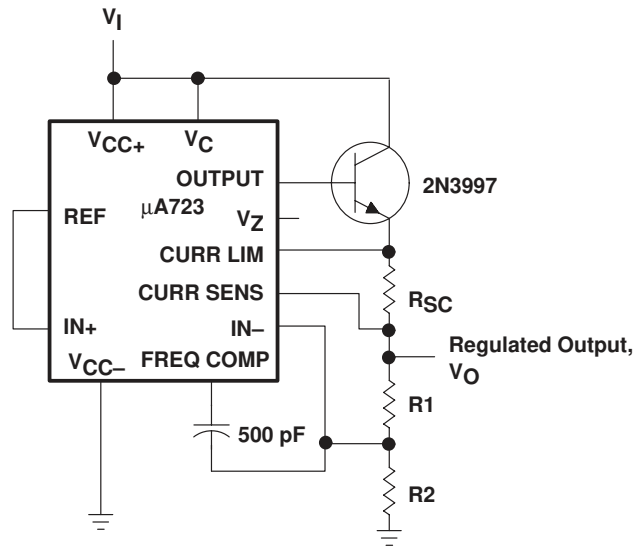 VI
VCC+
VC
OUTPUT
2N3997
μA723
REF
VZ
CURR LIM
CURR SENS
RSC
IN+
IN−
Regulated Output,
VO
VCC−
FREQ COMP
R1
500 pF
R2